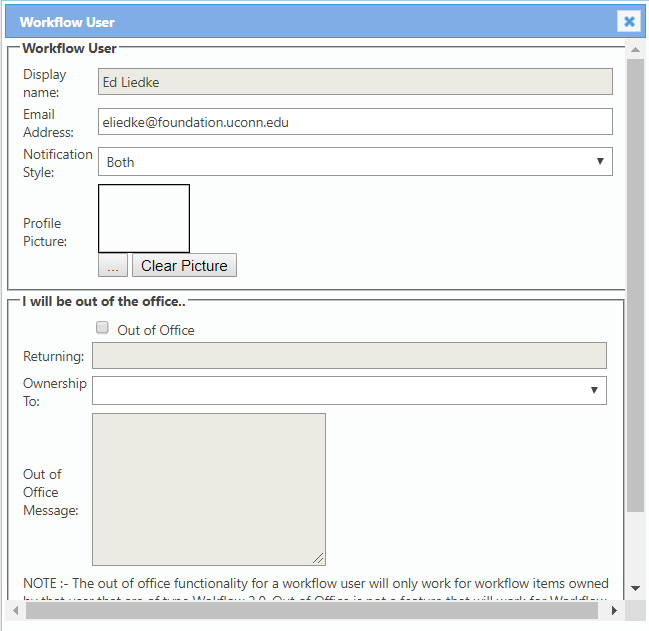 Workflow User
Workflow User
Display
name:
Ed Liedke
Email
Address:
eliedke@foundation.uconn.edu
Notification
Style:
Both
Profile
Picture:
...
Clear Picture
I will be out of the office..
Out of Office
Returning:
Ownership
To:
Out of
Office
Message:
NOTE :- The out of office functionality for a workflow user will only work for workflow items owned
by that user that are of type Wokflow 2.0. Out of Office is not a feature that will work for Workflow